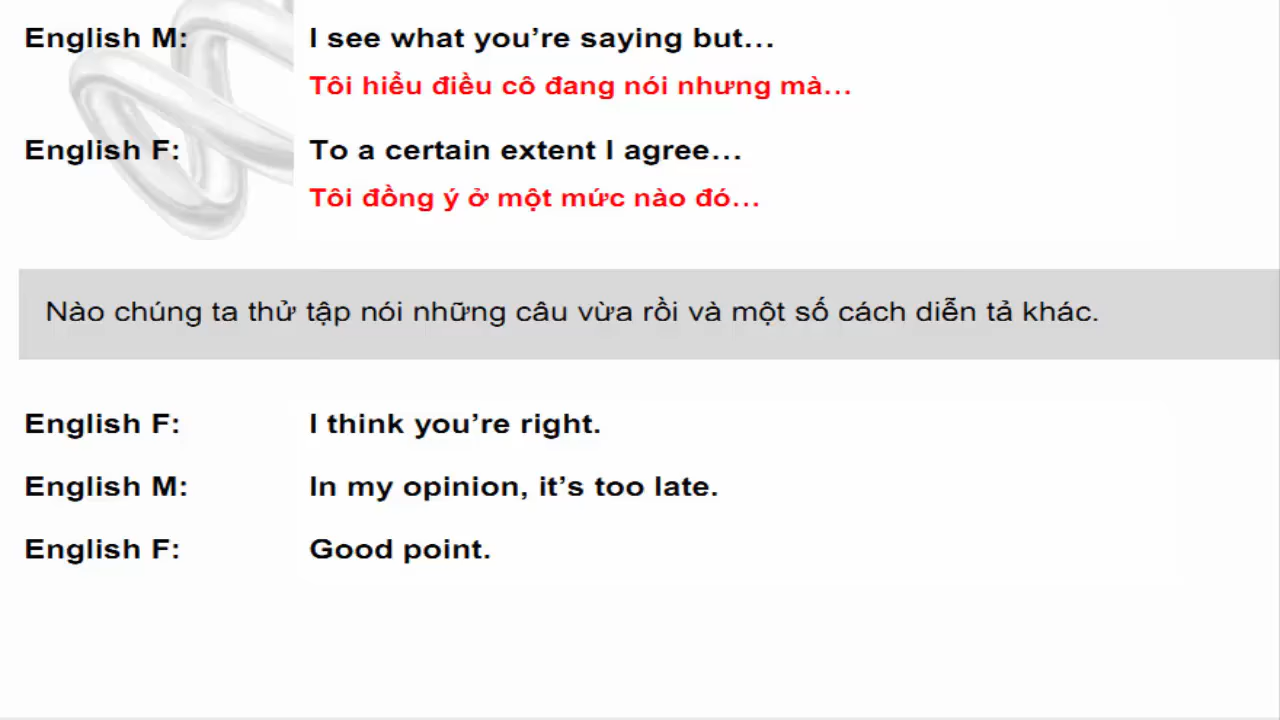 English M: I see what you're saying but…
Tôi hiểu điều cô đang nói nhưng mà…
English F: To a certain extent I agree…
Tôi đồng ý ở một mức nào đó…
Nào chúng ta thử tập nói những câu vừa rồi và một số cách diễn tả khác.
English F: I think you’re right.
English M: In my opinion, it’s too late.
English F: Good point.